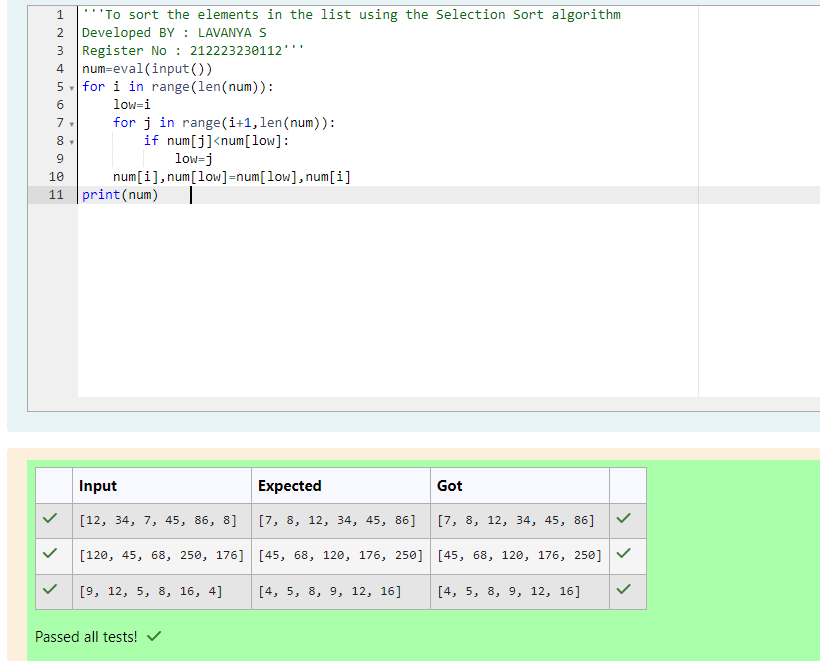 1 '''To sort the elements in the list using the Selection Sort algorithm
2 Developed BY : LAVANYA S
3 Register No : 212223230112'''
4 num=eval(input())
5 for i in range(len(num)):
6 low=i
7 for j in range(i+1,len(num)):
8 if num[j]<num[low]:
9 low=j
10 num[i],num[low]=num[low],num[i]
11 print(num)
Input Expected Got
[12, 34, 7, 45, 86, 8] [7, 8, 12, 34, 45, 86] [7, 8, 12, 34, 45, 86]
[120, 45, 68, 250, 176] [45, 68, 120, 176, 250] [45, 68, 120, 176, 250]
[9, 12, 5, 8, 16, 4] [4, 5, 8, 9, 12, 16] [4, 5, 8, 9, 12, 16]
Passed all tests!